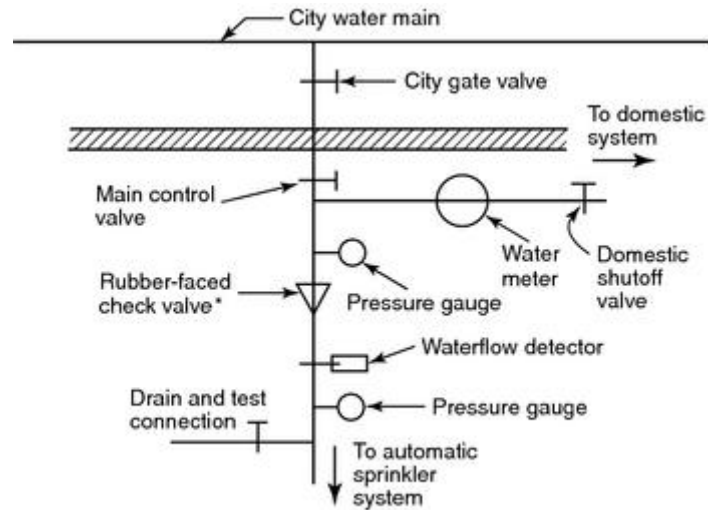 City water main
City gate valve
To domestic
system
Main control
valve
Water
meter
Domestic
shutoff
valve
Rubber-faced
check valve*
Pressure gauge
Waterflow detector
Drain and test
connection
Pressure gauge
To automatic
sprinkler
system